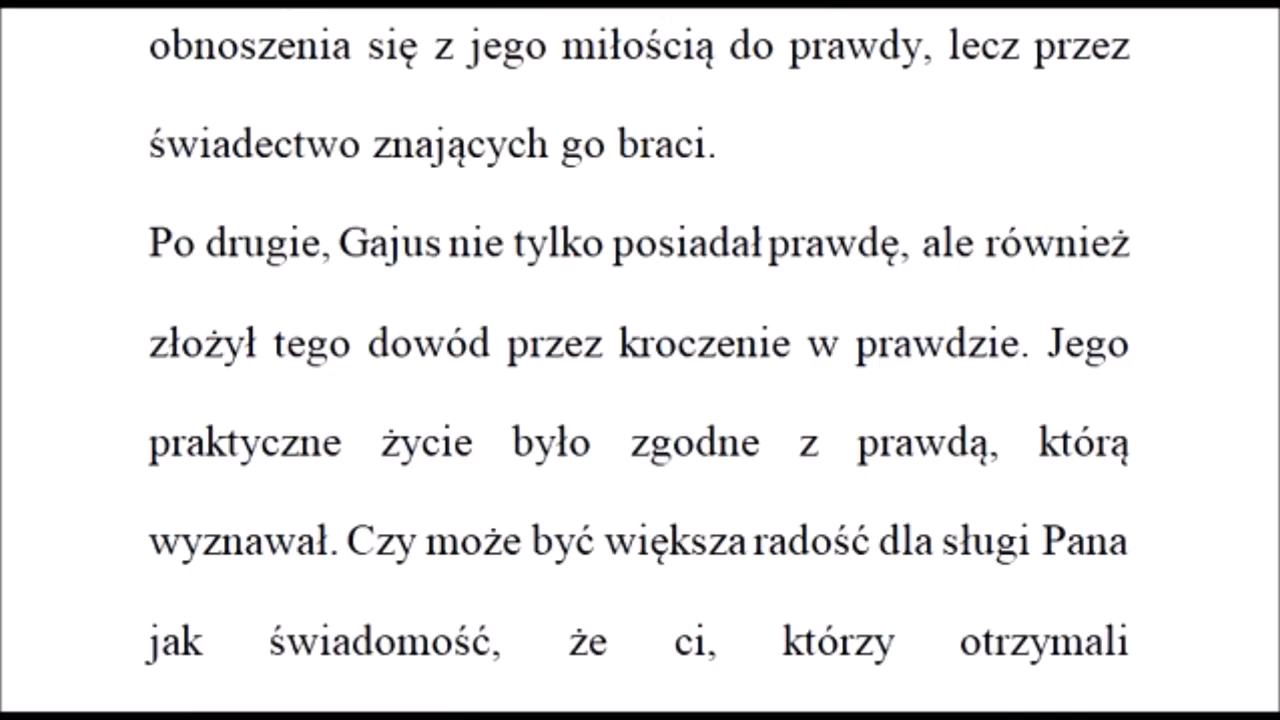 obnoszenia się z jego miłością do prawdy, lecz przez
świadectwo znających go braci.
Po drugie, Gajus nie tylko posiadał prawdę, ale również
złożył tego dowód przez kroczenie w prawdzie. Jego
praktyczne życie było zgodne z prawdą, którą
wyznawał. Czy może być większa radość dla sługi Pana
jak świadomość, że ci, którzy otrzymali